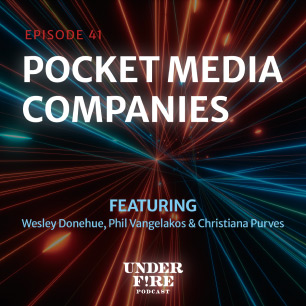 EPISODE 41
POCKET MEDIA
COMPANIES
FEATURING
Wesley Donehue, Phil Vangelakos & Christiana Purves
UNDER
F!RE
PODCAST